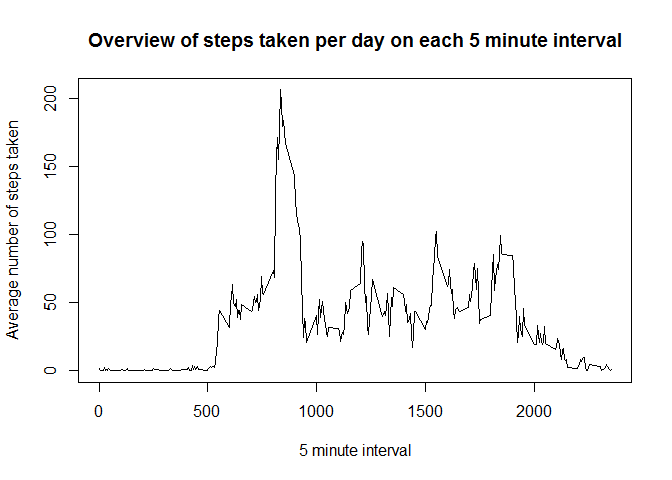 Overview of steps taken per day on each 5 minute interval
Average number of steps taken
200
150
100
50
0
0 500 1000 1500 2000
5 minute interval